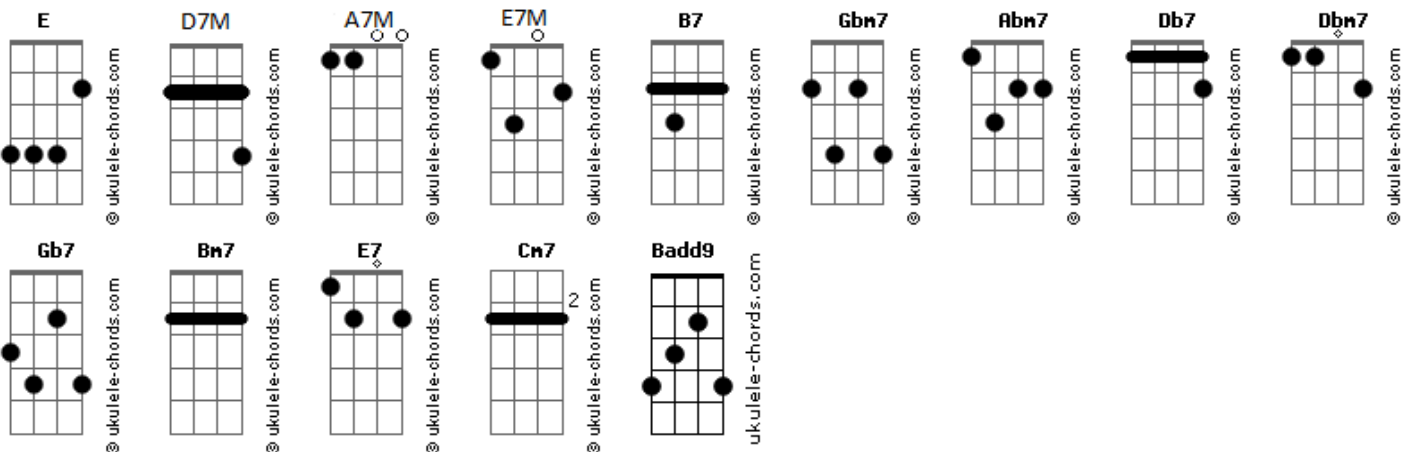 E D7M A7M E7M B7 Gbm7 Abm7 Db7 Dbm7
© ukulele-chords.com © ukulele-chords.com © ukulele-chords.com © ukulele-chords.com © ukulele-chords.com © ukulele-chords.com © ukulele-chords.com © ukulele-chords.com © ukulele-chords.com
Gb7 Bm7 E7 Cm7 Badd9
2
© ukulele-chords.com © ukulele-chords.com © ukulele-chords.com © ukulele-chords.com ukulele-chords.com